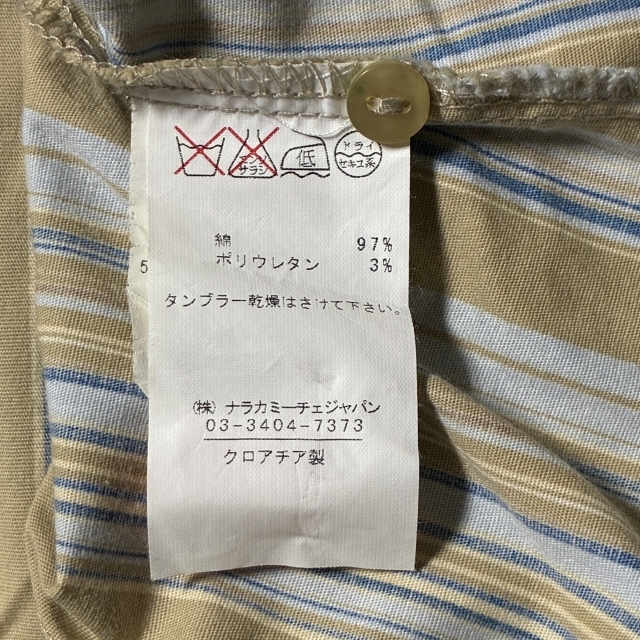 エンソ
サラシ
低
ドライ
セキユ系
綿 97%
ポリウレタン 3%
5
タンブラー乾燥はさけて下さい。
(株) ナラカミーチェジャパン
03-3404-7373
クロアチア製